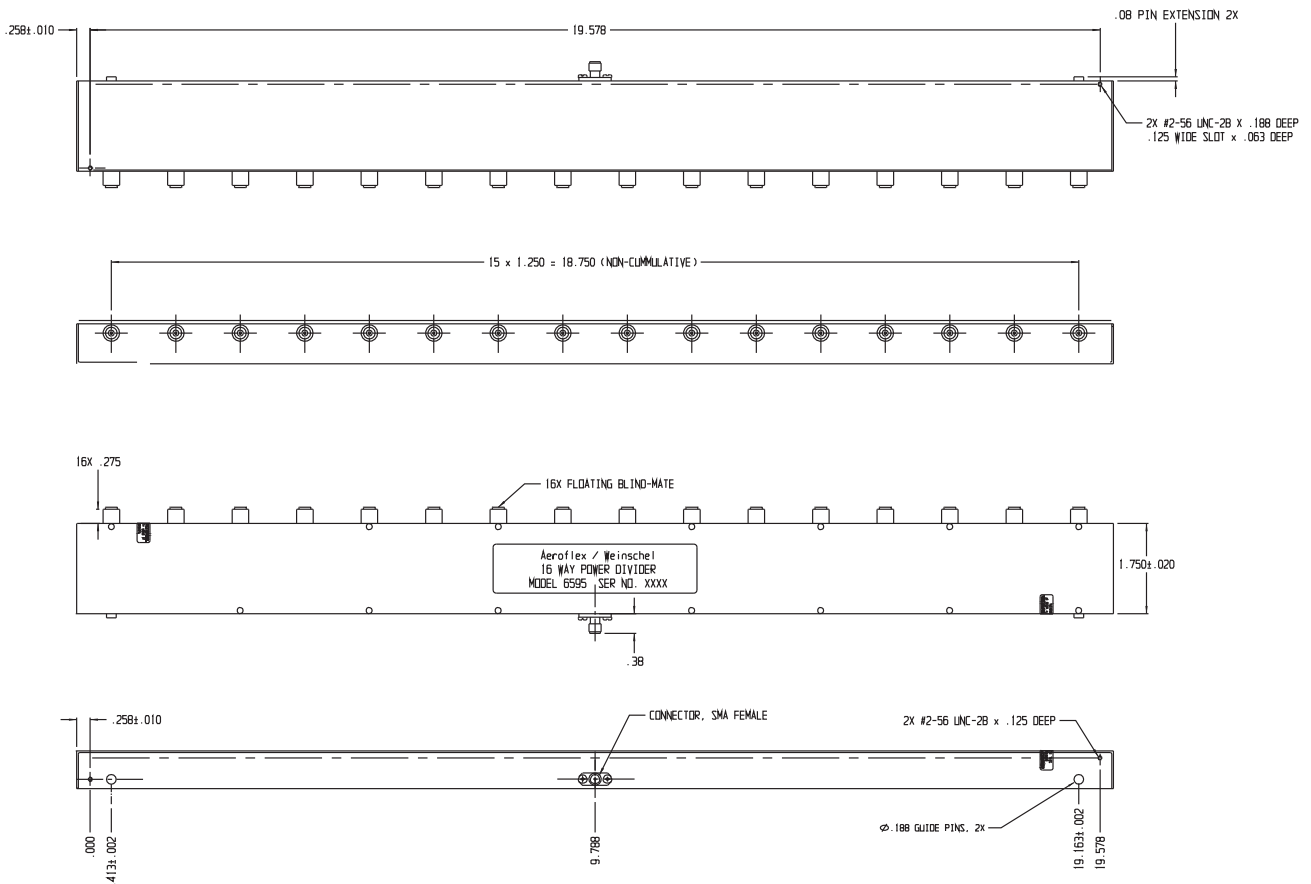 .258±.010
19.578
.08 PIN EXTENSION 2X
2X #2-56 UNC-2B X .188 DEEP
.125 WIDE SLOT x .063 DEEP
15 x 1.250 = 18.750 (NON-CUMMULATIVE)
16X .275
16X FLOATING BLIND-MATE
Aeroflex / Weinschel
16 WAY POWER DIVIDER
MODEL 6595 SER NO. XXXX
1.750±.020
.38
.258±.010
CONNECTOR, SMA FEMALE
2X #2-56 UNC-2B x .125 DEEP
Ø.188 GUIDE PINS, 2X
.000
.413±.002
9.788
19.163±.002
19.578